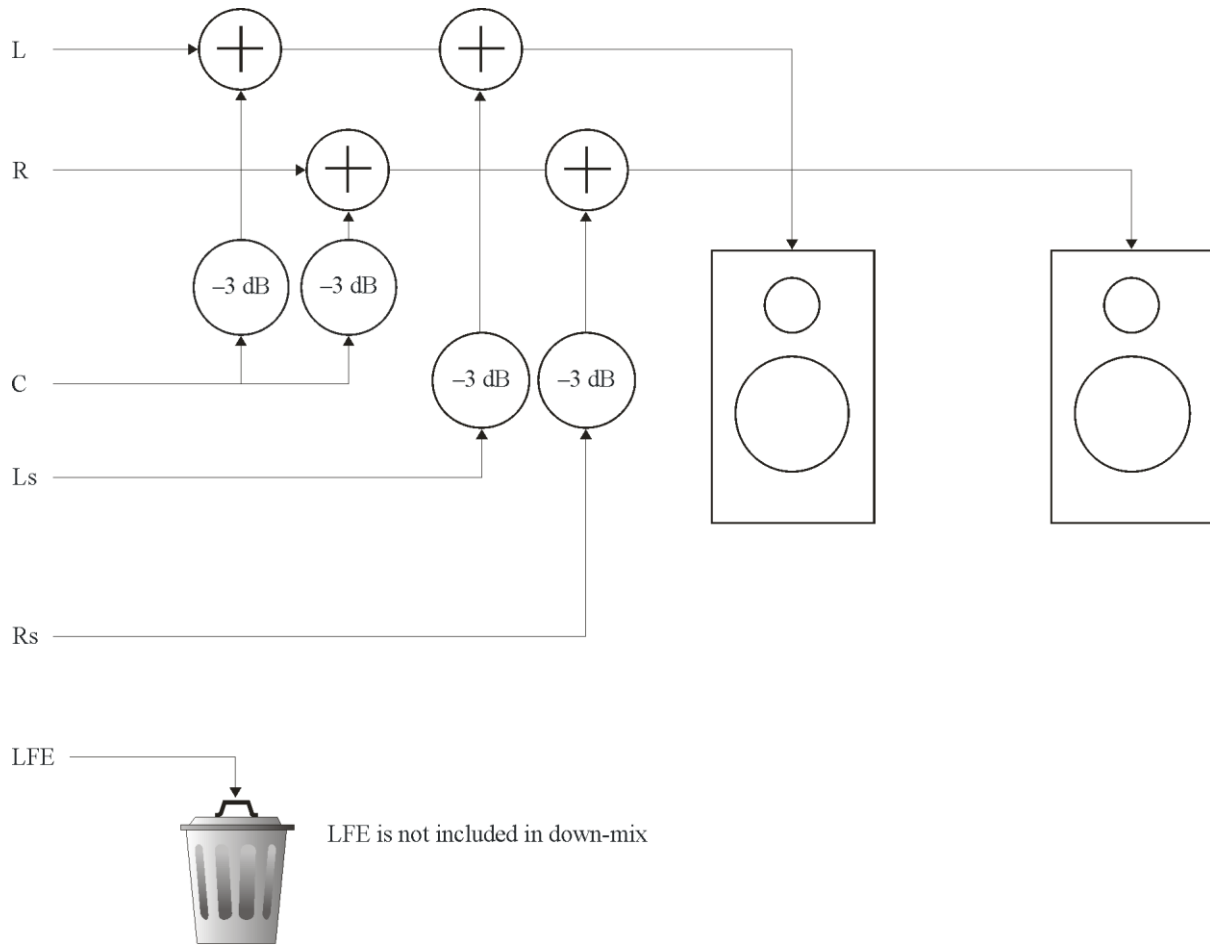 L
R
–3 dB
–3 dB
C
–3 dB
–3 dB
Ls
Rs
LFE
LFE is not included in down-mix